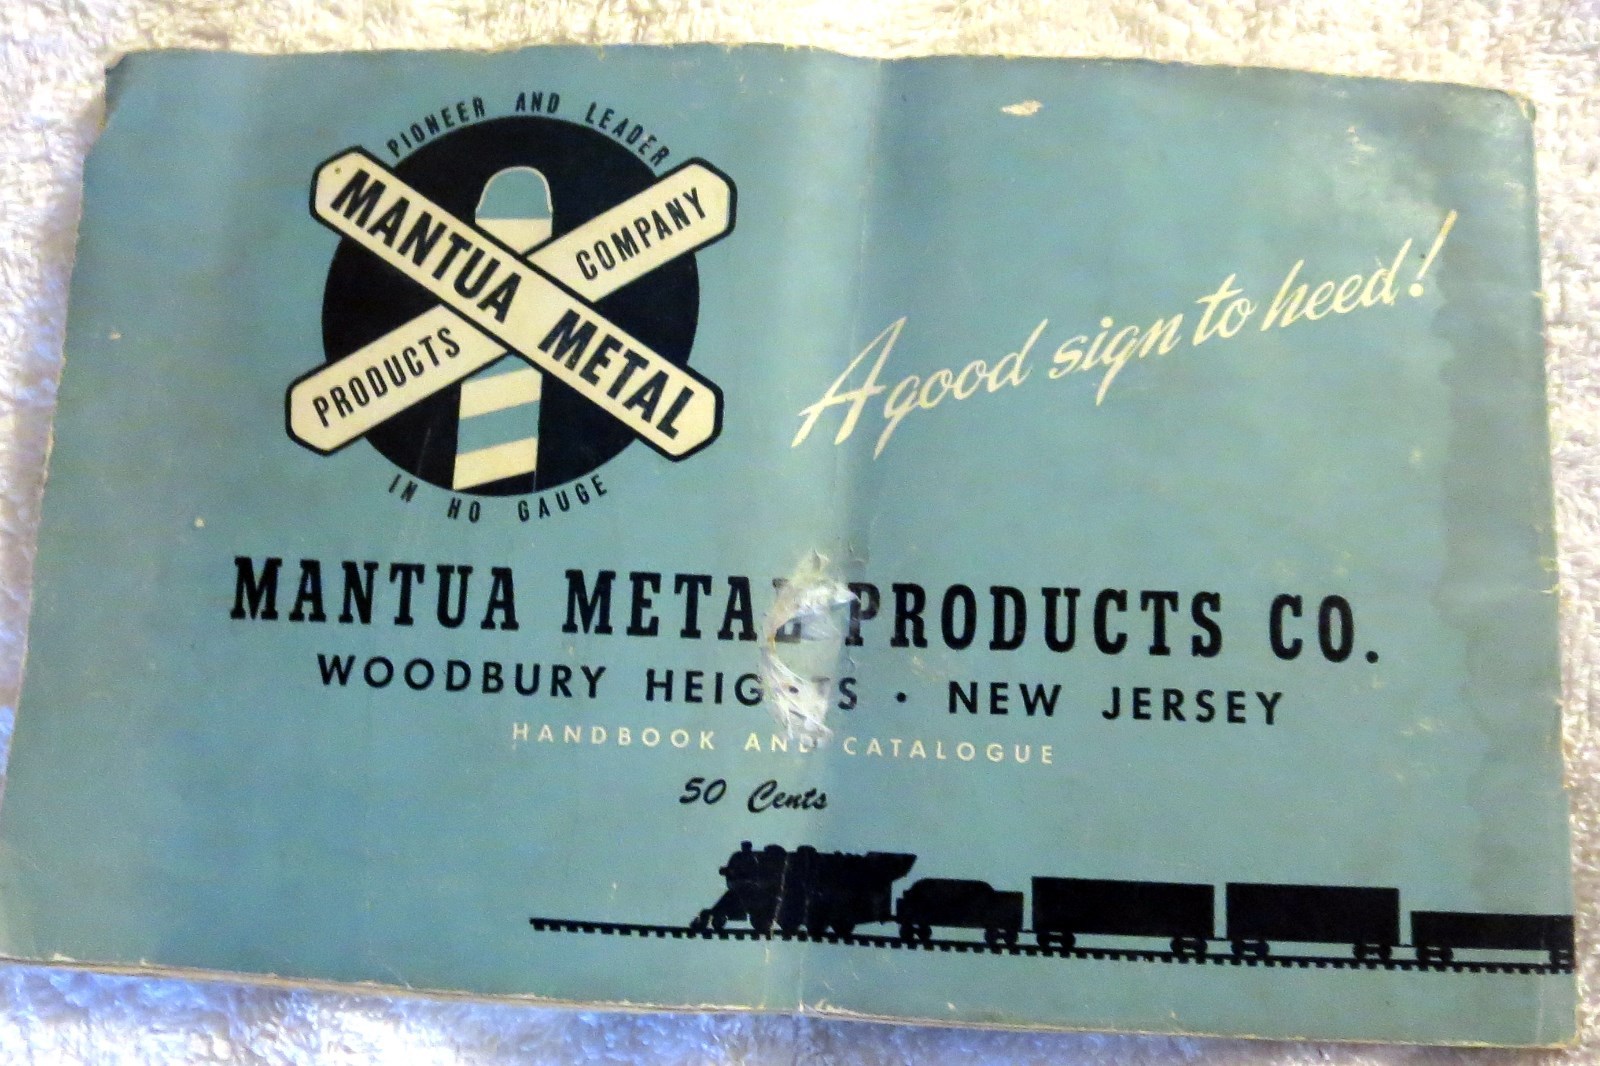 PIONEER AND LEADER
MANTUA METAL
PRODUCTS COMPANY
IN HO GAUGE
A good sign to heed!
MANTUA METAL PRODUCTS CO.
WOODBURY HEIGHTS • NEW JERSEY
HANDBOOK AND CATALOGUE
50 Cents